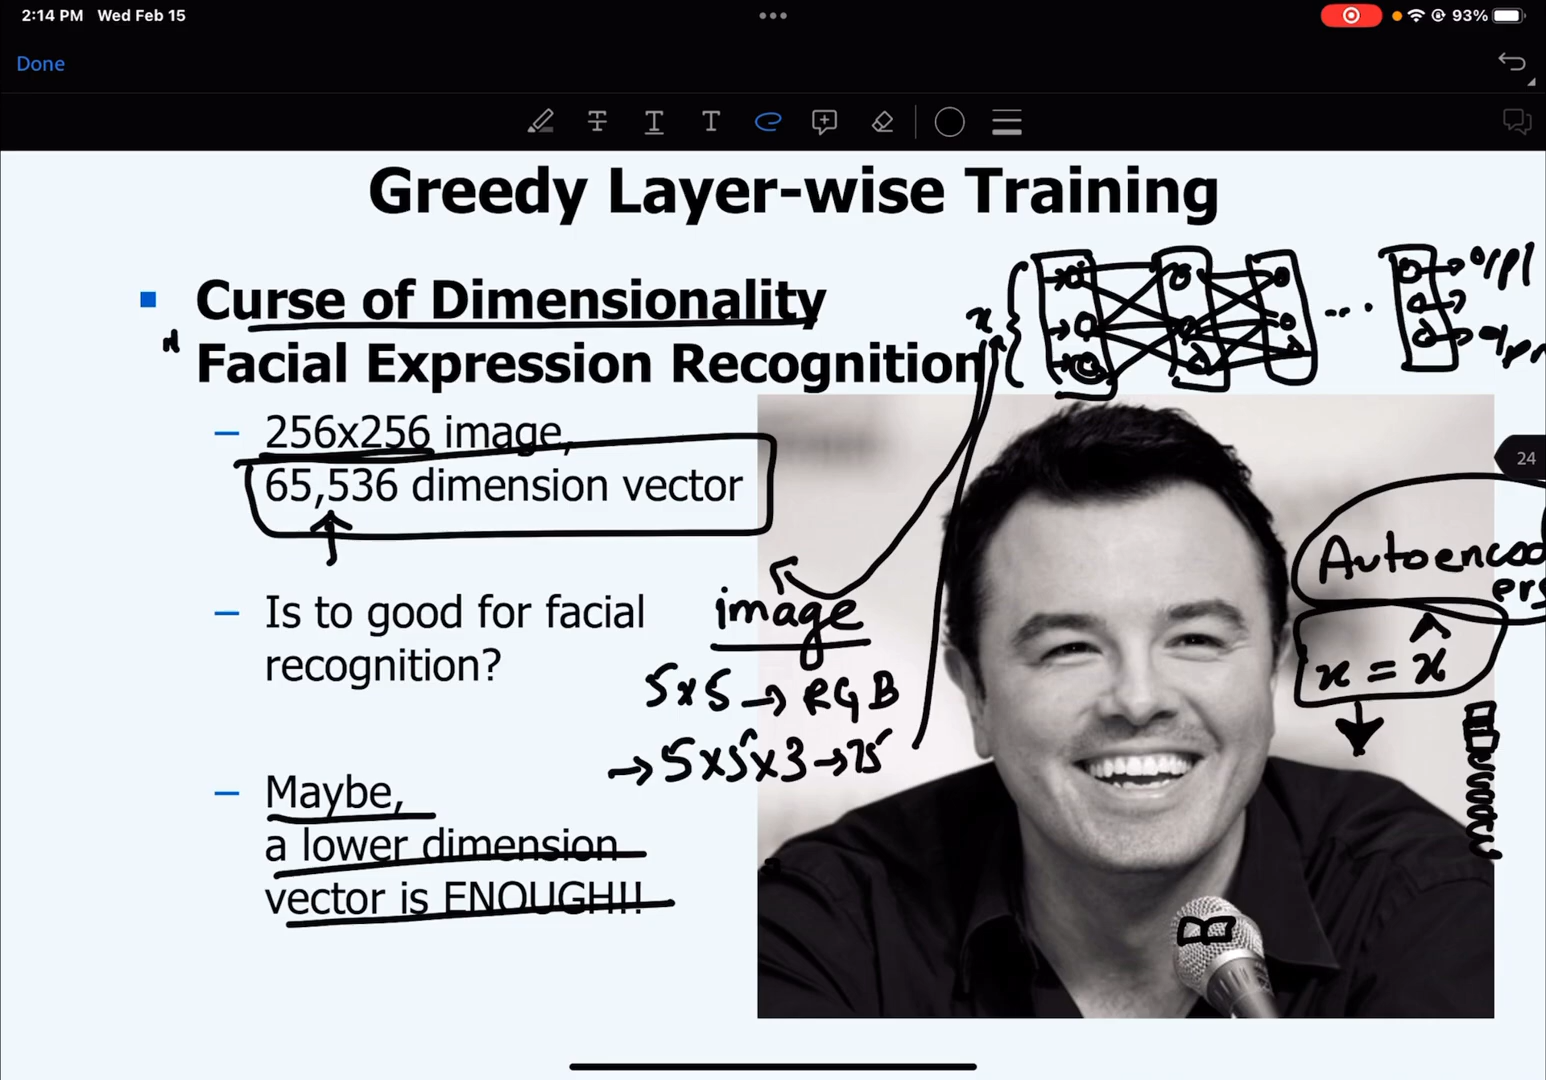 2:14 PM Wed Feb 15
93%
Done
Greedy Layer-wise Training
Curse of Dimensionality
Facial Expression Recognition
x
o/p1
– 256x256 image,
65,536 dimension vector
24
Autoencod
ers
– Is to good for facial
recognition?
image
x = x̂
5x5 → RGB
→ 5x5x3 → 75
– Maybe,
a lower dimension
vector is ENOUGH!!
B